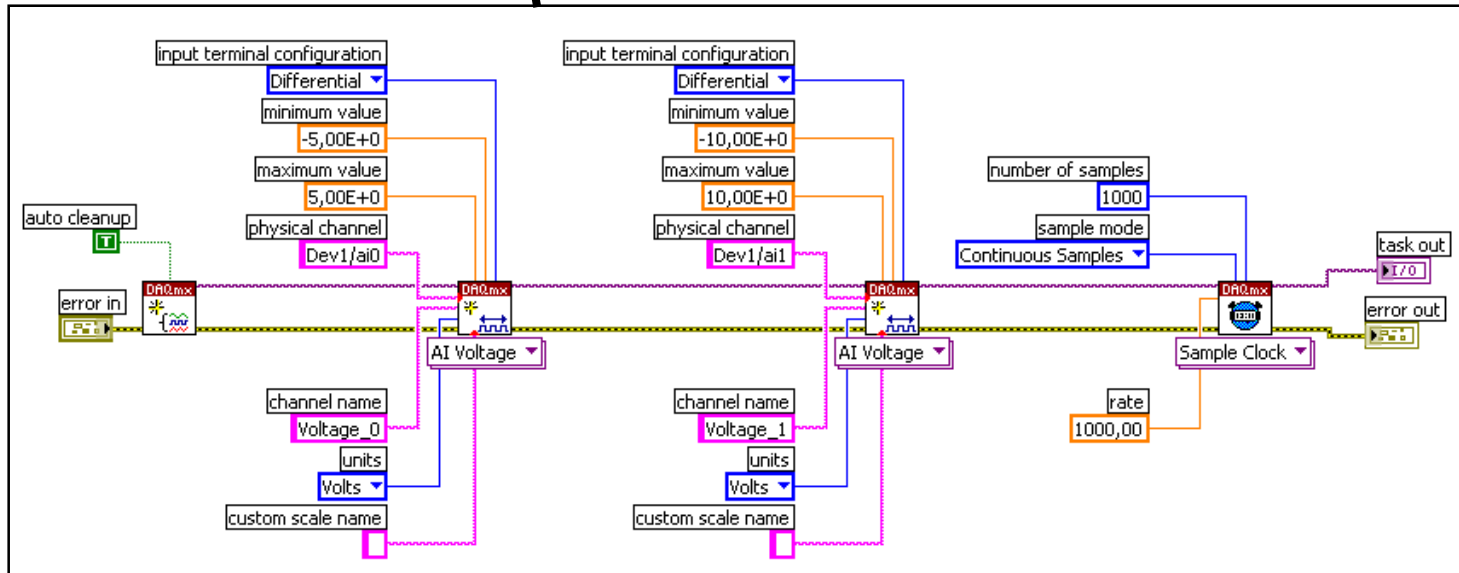 input terminal configuration
Differential
minimum value
-5,00E+0
maximum value
5,00E+0
physical channel
Dev1/ai0
auto cleanup
T
error in
DAQmx
DAQmx
AI Voltage
channel name
Voltage_0
units
Volts
custom scale name
input terminal configuration
Differential
minimum value
-10,00E+0
maximum value
10,00E+0
physical channel
Dev1/ai1
DAQmx
AI Voltage
channel name
Voltage_1
units
Volts
custom scale name
number of samples
1000
sample mode
Continuous Samples
DAQmx
Sample Clock
rate
1000,00
task out
I/O
error out